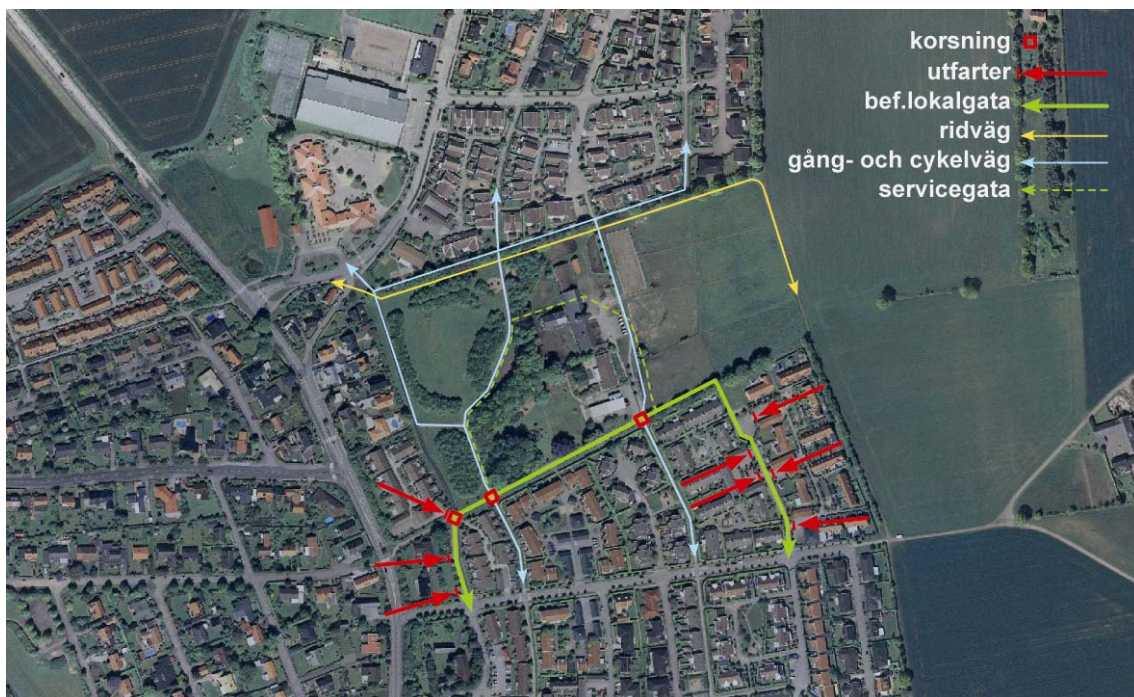 korsning
utfarter
bef.lokalgata
ridväg
gång- och cykelväg
servicegata